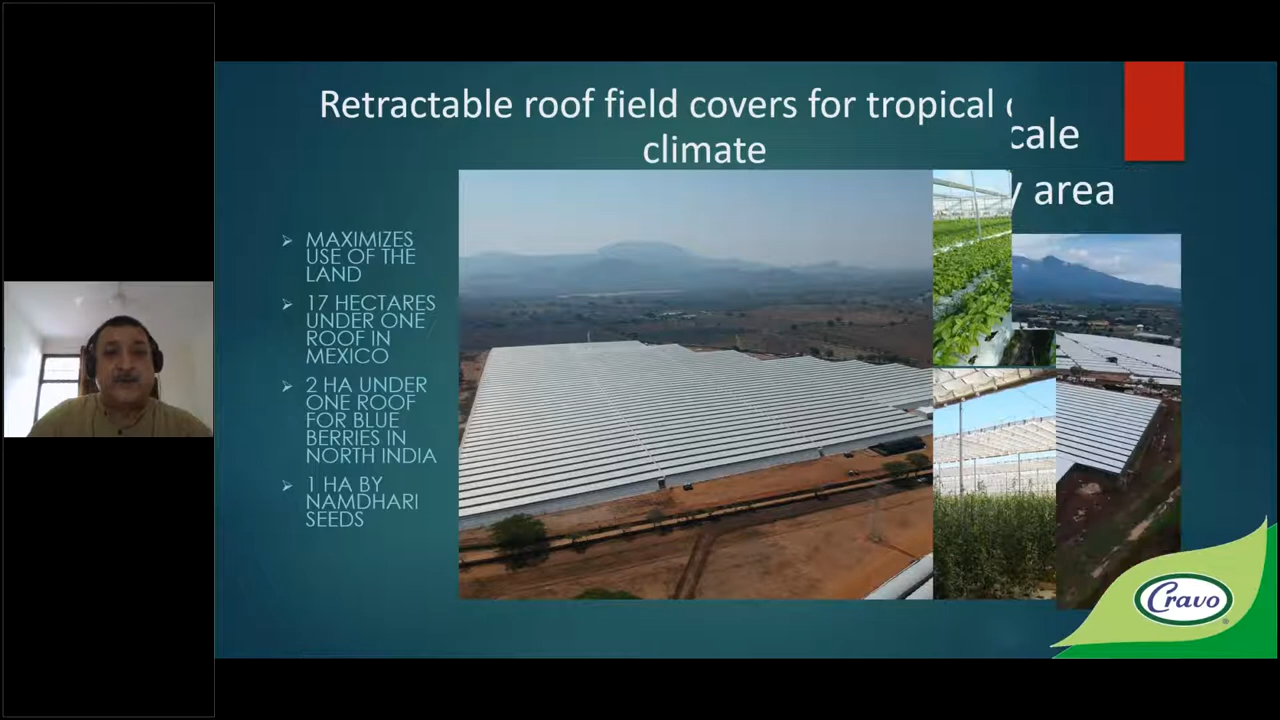 Retractable roof field covers for tropical
climate
cale
area
MAXIMIZES
USE OF THE
LAND
17 HECTARES
UNDER ONE
ROOF IN
MEXICO
2 HA UNDER
ONE ROOF
FOR BLUE
BERRIES IN
NORTH INDIA
1 HA BY
NAMDHARI
SEEDS
Cravo